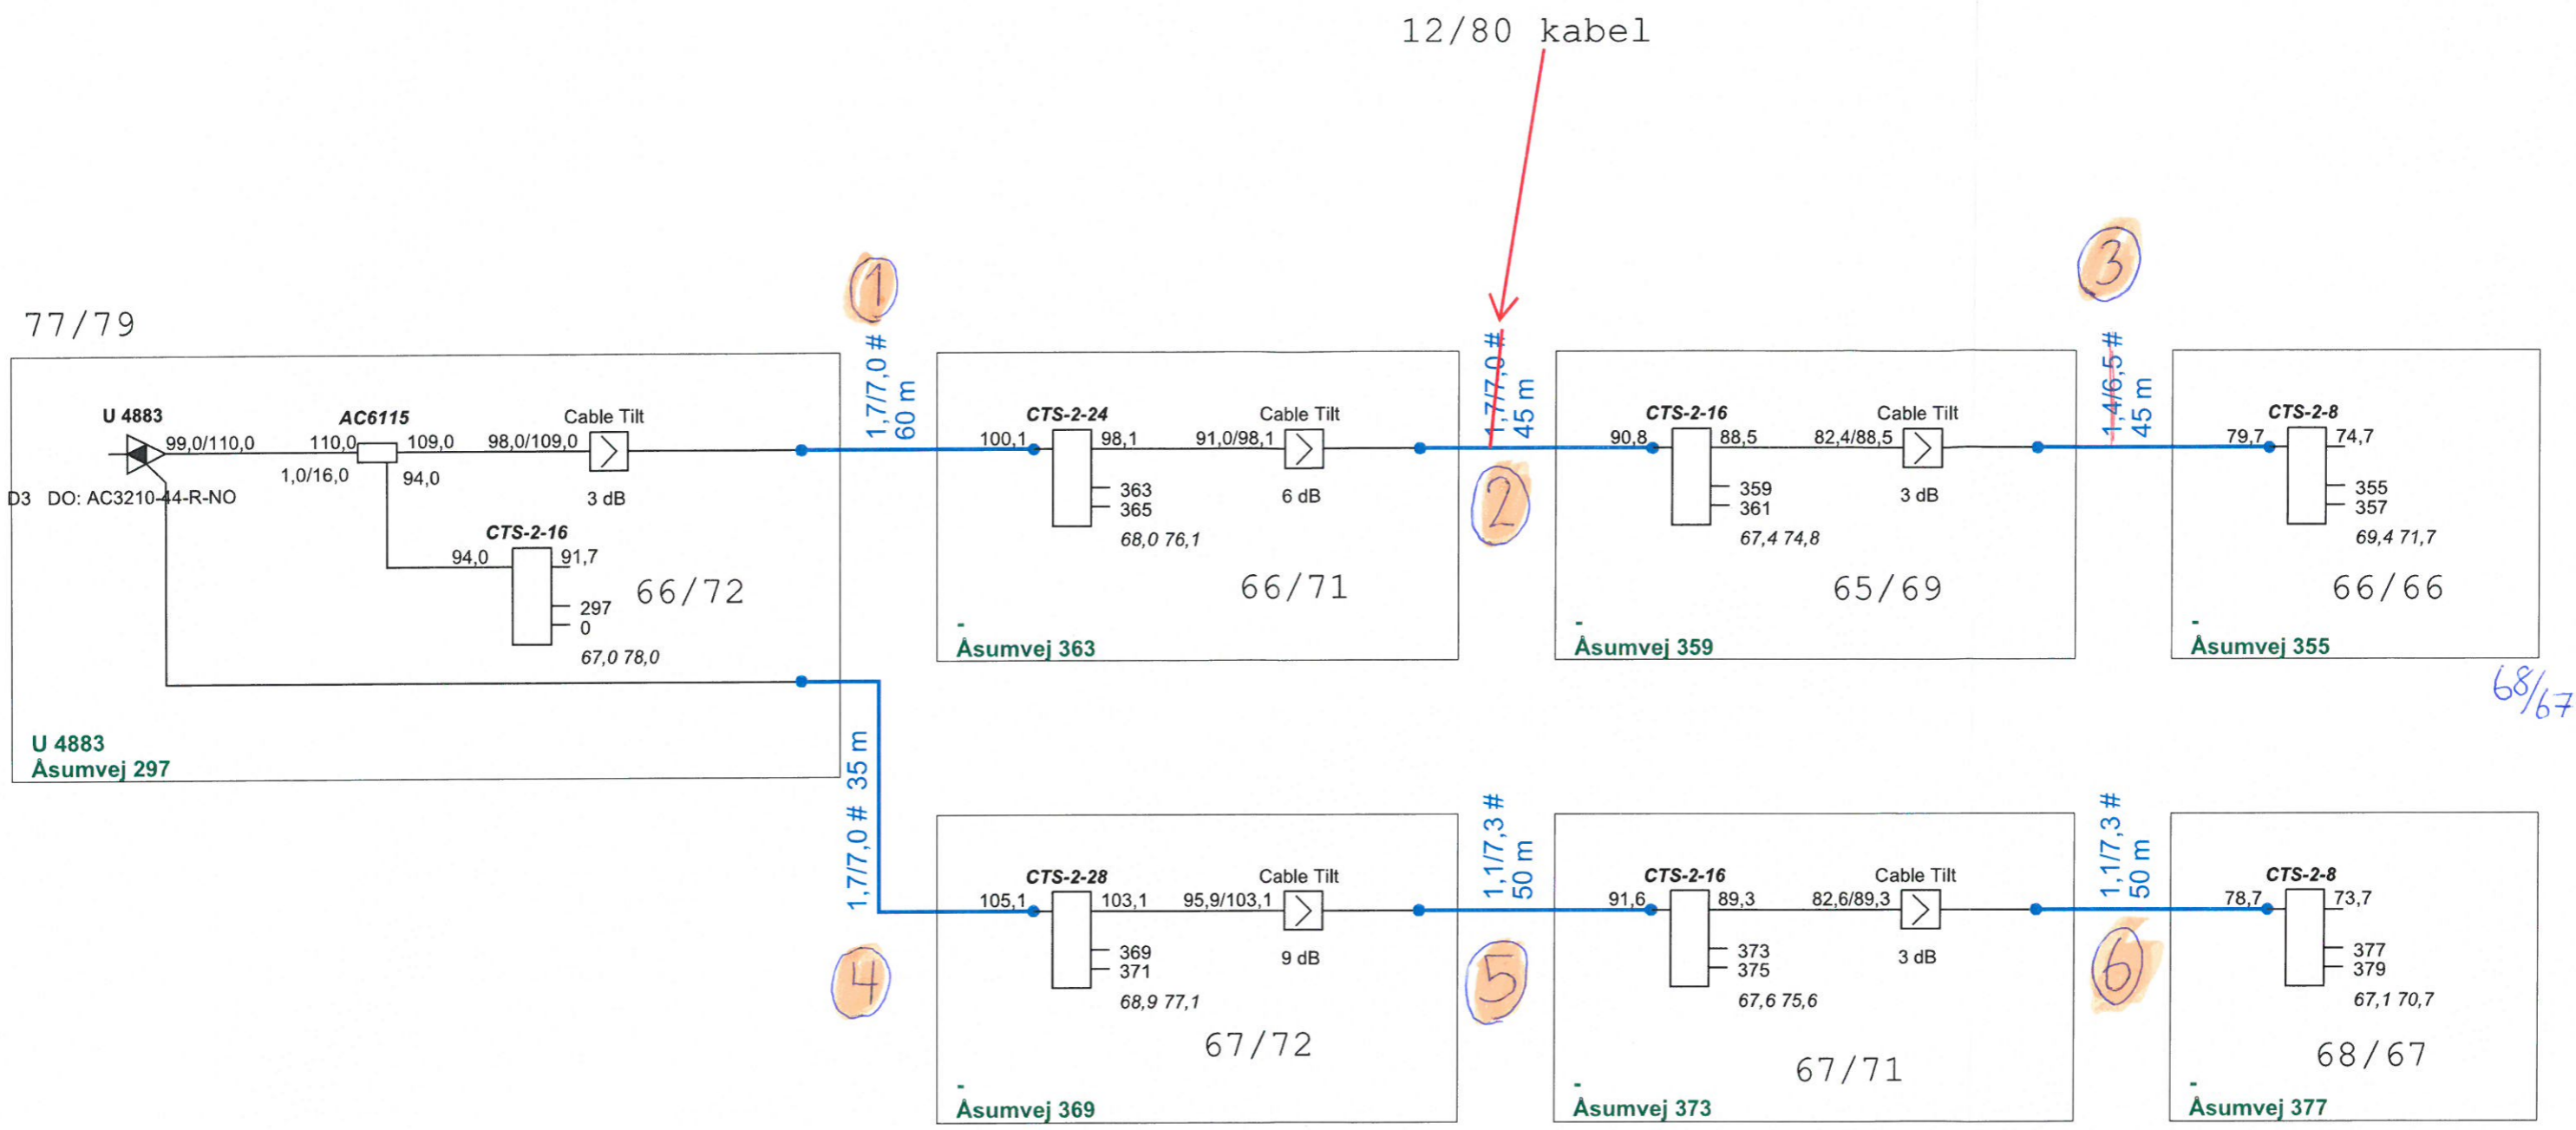 12/80 kabel
77/79
1
1,7/7,0 #
60 m
2
1,7/7,0 #
45 m
3
1,4/6,5 #
45 m
U 4883
99,0/110,0
D3 DO: AC3210-44-R-NO
AC6115
110,0
109,0
1,0/16,0
94,0
Cable Tilt
98,0/109,0
3 dB
CTS-2-16
94,0
91,7
297
0
67,0 78,0
66/72
U 4883
Åsumvej 297
CTS-2-24
100,1
98,1
363
365
68,0 76,1
Cable Tilt
91,0/98,1
6 dB
66/71
-
Åsumvej 363
CTS-2-16
90,8
88,5
359
361
67,4 74,8
Cable Tilt
82,4/88,5
3 dB
65/69
-
Åsumvej 359
CTS-2-8
79,7
74,7
355
357
69,4 71,7
66/66
-
Åsumvej 355
68/67
4
1,7/7,0 # 35 m
CTS-2-28
105,1
103,1
369
371
68,9 77,1
Cable Tilt
95,9/103,1
9 dB
67/72
-
Åsumvej 369
5
1,1/7,3 #
50 m
CTS-2-16
91,6
89,3
373
375
67,6 75,6
Cable Tilt
82,6/89,3
3 dB
67/71
-
Åsumvej 373
6
1,1/7,3 #
50 m
CTS-2-8
78,7
73,7
377
379
67,1 70,7
68/67
-
Åsumvej 377